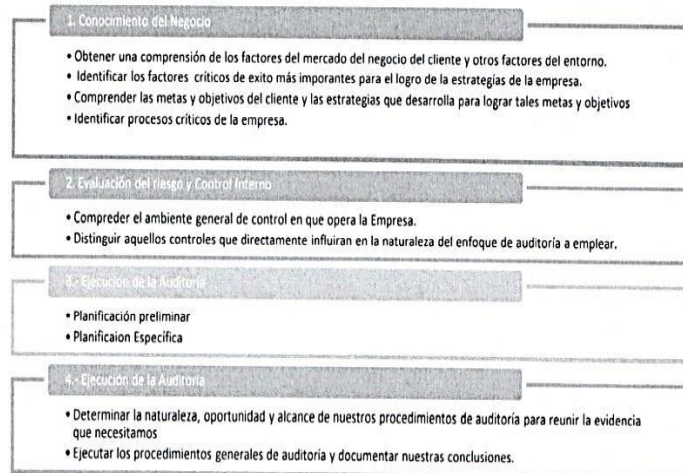 1. Conocimiento del Negocio
• Obtener una comprensión de los factores del mercado del negocio del cliente y otros factores del entorno.
• Identificar los factores críticos de exito más imporantes para el logro de la estrategías de la empresa.
• Comprender las metas y objetivos del cliente y las estrategias que desarrolla para lograr tales metas y objetivos
• Identificar procesos críticos de la empresa.
2. Evaluación del riesgo y Control Interno
• Compreder el ambiente general de control en que opera la Empresa.
• Distinguir aquellos controles que directamente influiran en la naturaleza del enfoque de auditoría a emplear.
3.- Ejecución de la Auditoria
• Planificación preliminar
• Planificaion Específica
4.- Ejecución de la Auditoria
• Determinar la naturaleza, oportunidad y alcance de nuestros procedimientos de auditoría para reunir la evidencia
que necesitamos
• Ejecutar los procedimientos generales de auditoría y documentar nuestras conclusiones.